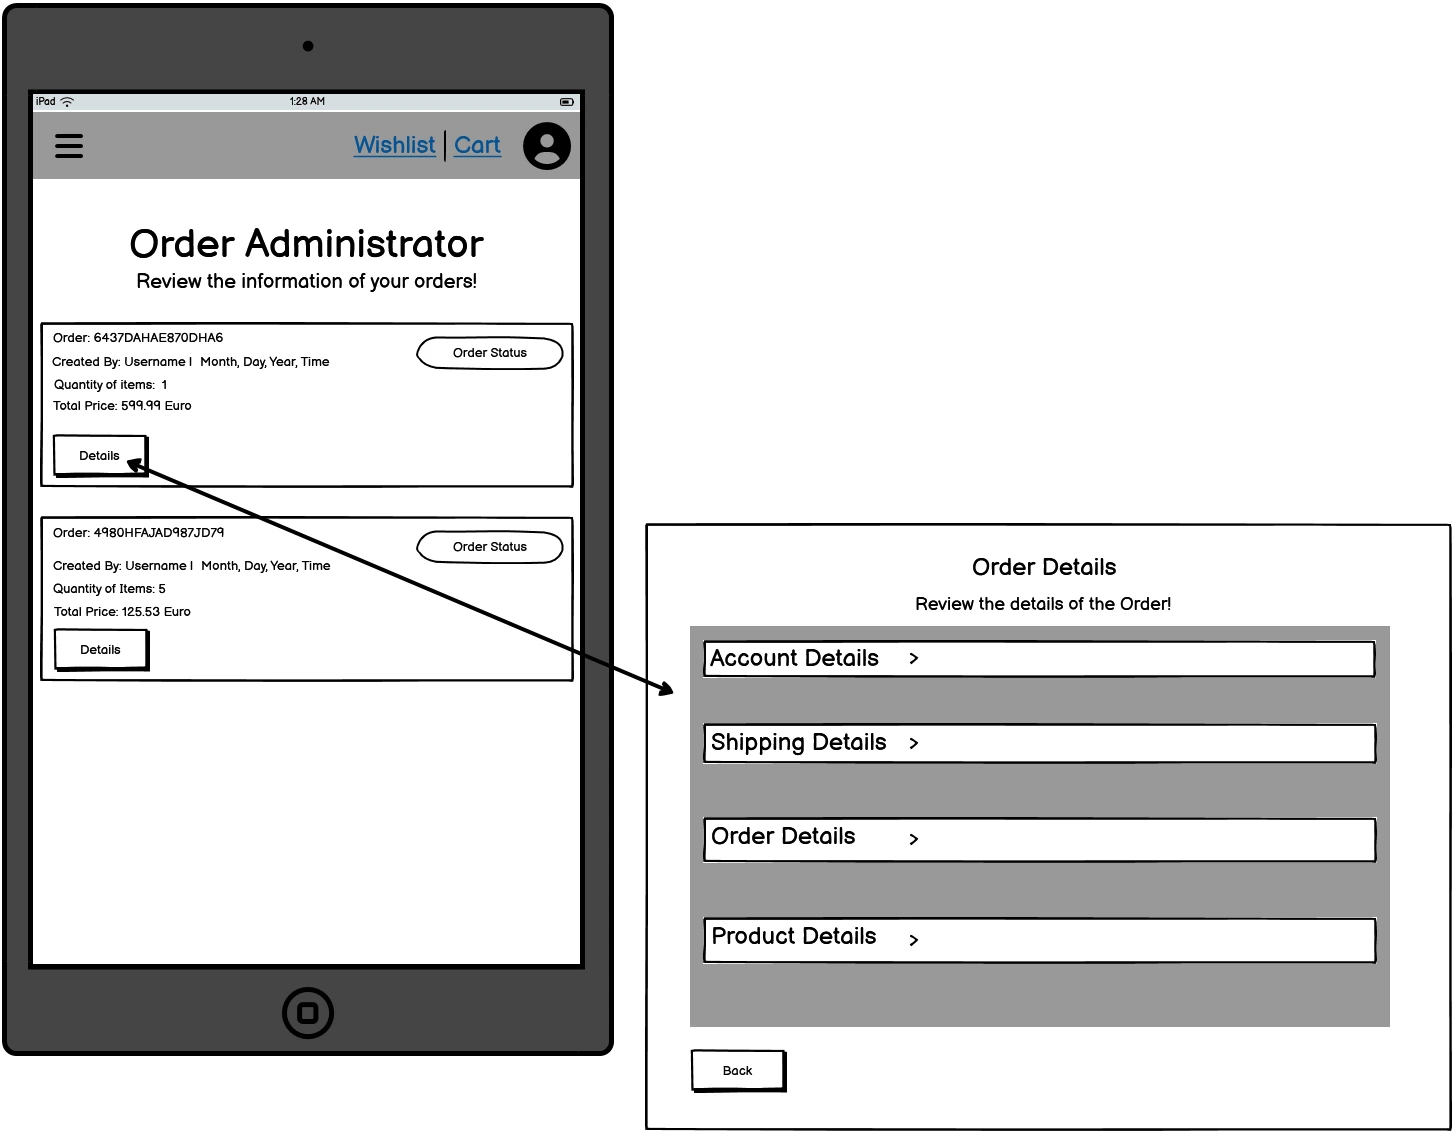 iPad
1:28 AM
Wishlist | Cart
Order Administrator
Review the information of your orders!
Order: 6437DAHAE870DHA6
Order Status
Created By: Username | Month, Day, Year, Time
Quantity of items: 1
Total Price: 599.99 Euro
Details
Order: 4980HFAJAD987JD79
Order Status
Created By: Username | Month, Day, Year, Time
Quantity of Items: 5
Total Price: 125.53 Euro
Details
Order Details
Review the details of the Order!
Account Details >
Shipping Details >
Order Details >
Product Details >
Back